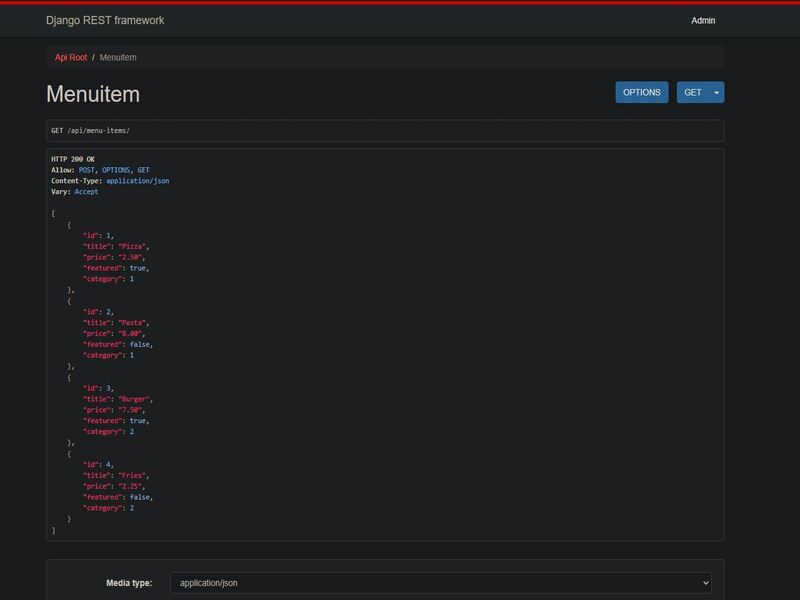 Django REST framework
Admin
Api Root / Menuitem
Menuitem
OPTIONS
GET
GET /api/menu-items/
HTTP 200 OK
Allow: POST, OPTIONS, GET
Content-Type: application/json
Vary: Accept
[
{
"id": 1,
"title": "Pizza",
"price": "2.50",
"featured": true,
"category": 1
},
{
"id": 2,
"title": "Pasta",
"price": "8.00",
"featured": false,
"category": 1
},
{
"id": 3,
"title": "Burger",
"price": "7.50",
"featured": true,
"category": 2
},
{
"id": 4,
"title": "Fries",
"price": "2.25",
"featured": false,
"category": 2
}
]
Media type:
application/json